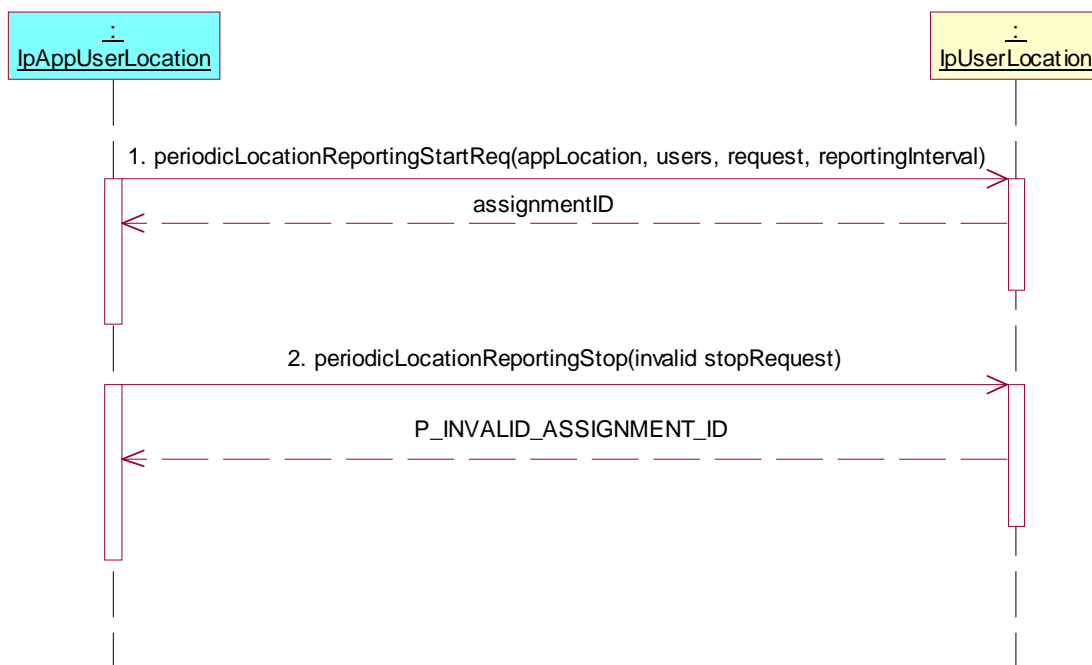 :
IpAppUserLocation
:
IpUserLocation
1. periodicLocationReportingStartReq(appLocation, users, request, reportingInterval)
assignmentID
2. periodicLocationReportingStop(invalid stopRequest)
P_INVALID_ASSIGNMENT_ID